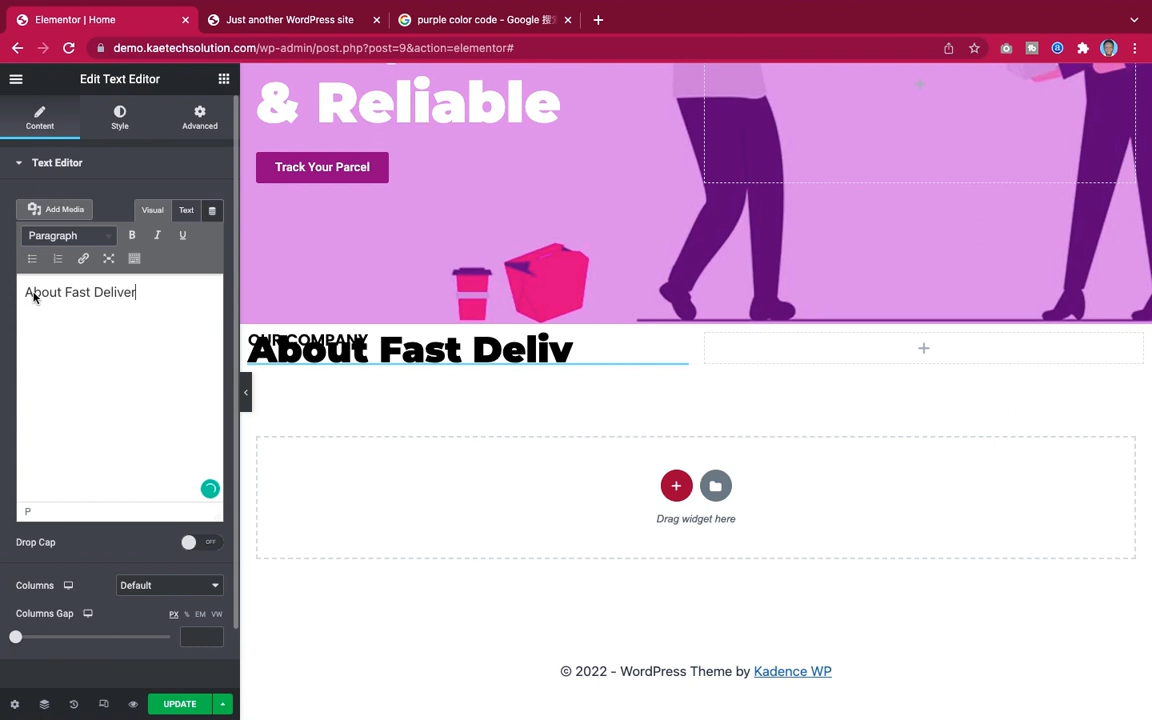 Elementor | Home
Just another WordPress site
purple color code - Google
demo.kaetechsolution.com/wp-admin/post.php?post=9&action=elementor#
Edit Text Editor
Content
Style
Advanced
Text Editor
Add Media
Visual
Text
Paragraph
B
I
U
About Fast Deliver
P
Drop Cap
OFF
Columns
Default
Columns Gap
PX % EM VW
UPDATE
& Reliable
Track Your Parcel
OUR COMPANY
About Fast Deliv
Drag widget here
© 2022 - WordPress Theme by Kadence WP